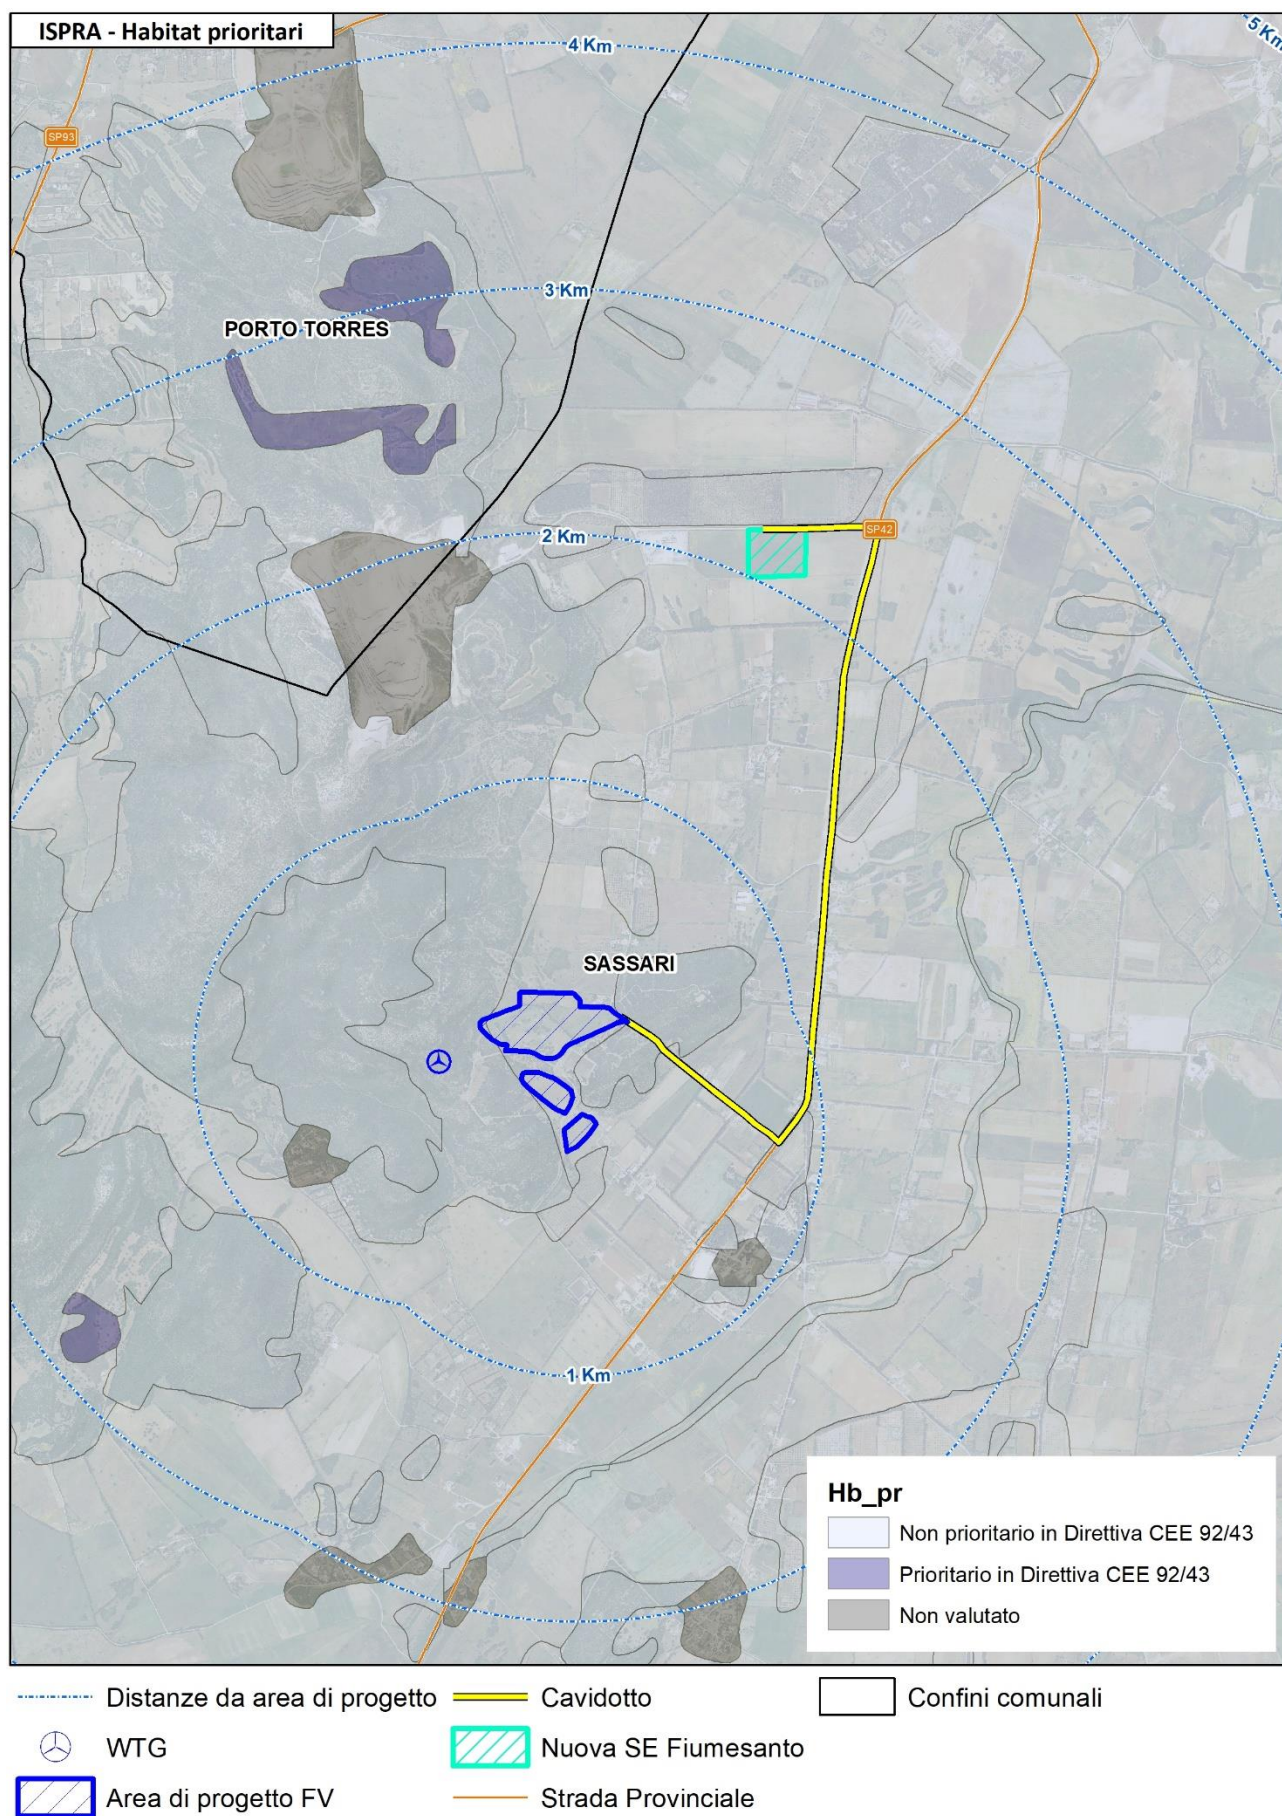 ISPRA - Habitat prioritari
4 Km
5 Km
SP93
3 Km
PORTO TORRES
2 Km
SP42
SASSARI
1 Km
Hb_pr
Non prioritario in Direttiva CEE 92/43
Prioritario in Direttiva CEE 92/43
Non valutato
Distanze da area di progetto
Cavidotto
Confini comunali
WTG
Nuova SE Fiumesanto
Area di progetto FV
Strada Provinciale